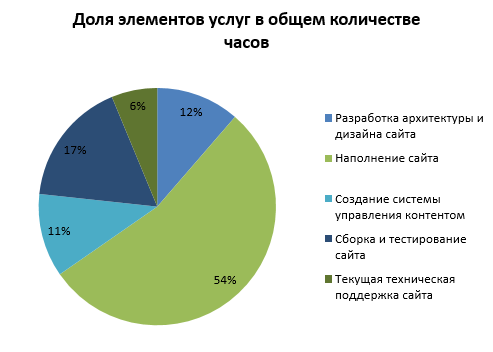 Доля элементов услуг в общем количестве
часов
6%
12%
17%
11%
54%
Разработка архитектуры и
дизайна сайта
Наполнение сайта
Создание системы
управления контентом
Сборка и тестирование
сайта
Текущая техническая
поддержка сайта